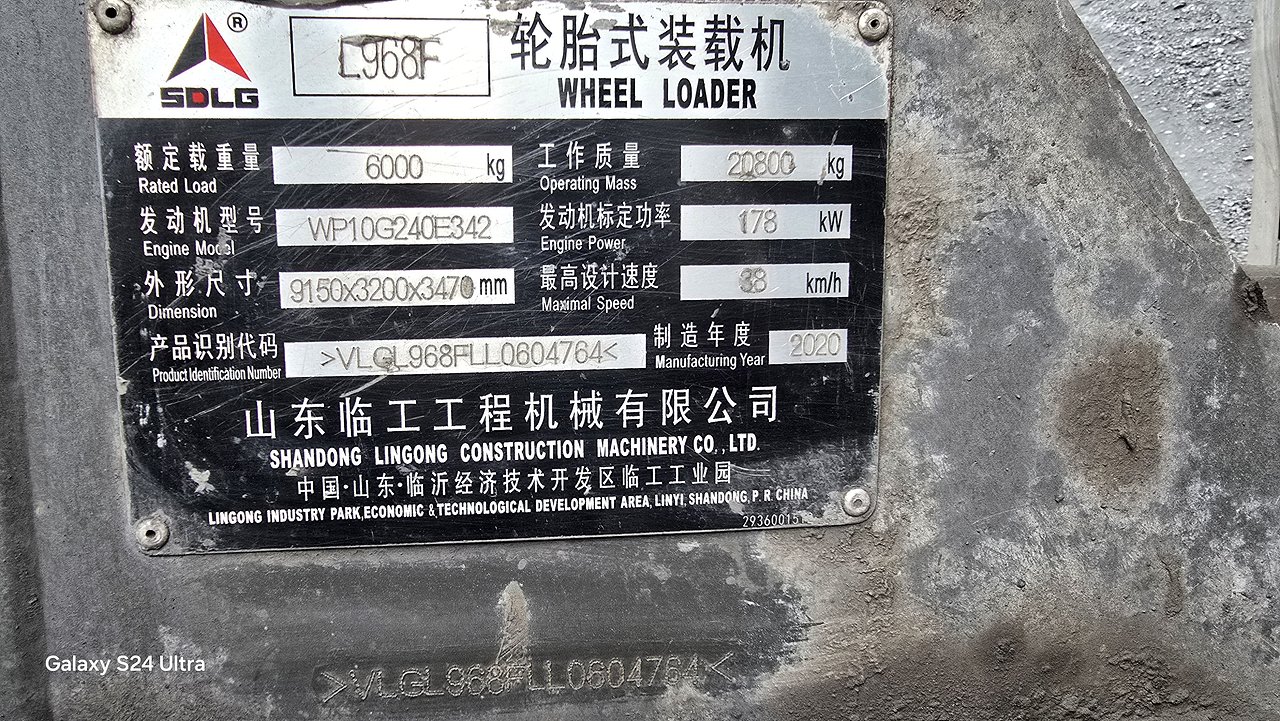 ® L968F 轮胎式装载机
SDLG WHEEL LOADER
额定载重量 6000 kg 工作质量 20800 kg
Rated Load Operating Mass
发动机型号 WP10G240E342 发动机标定功率 178 kW
Engine Model Engine Power
外形尺寸 9150x3200x3470 mm 最高设计速度 38 km/h
Dimension Maximal Speed
产品识别代码 >VLGL968FLL0604764< 制造年度 2020
Product Identification Number Manufacturing Year
山东临工工程机械有限公司
SHANDONG LINGONG CONSTRUCTION MACHINERY CO., LTD.
中国·山东·临沂经济技术开发区临工工业园
LINGONG INDUSTRY PARK,ECONOMIC & TECHNOLOGICAL DEVELOPMENT AREA, LINYI, SHANDONG, P. R. CHINA
>VLGL968FLL0604764<
Galaxy S24 Ultra